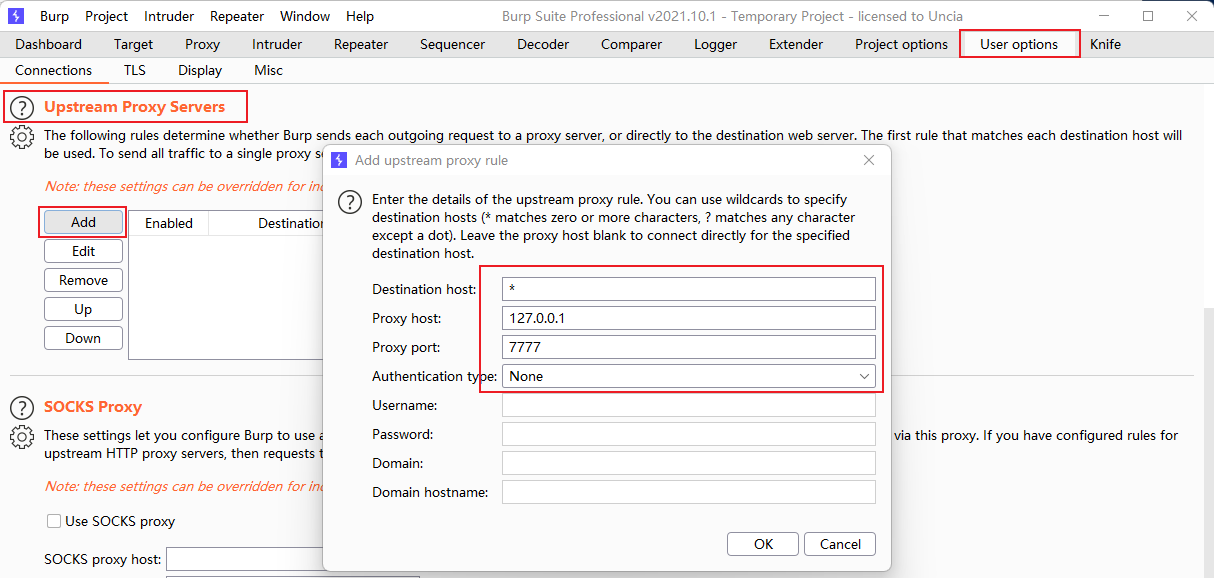 Burp Project Intruder Repeater Window Help Burp Suite Professional v2021.10.1 - Temporary Project - licensed to Uncia
Dashboard Target Proxy Intruder Repeater Sequencer Decoder Comparer Logger Extender Project options User options Knife
Connections TLS Display Misc
? Upstream Proxy Servers
The following rules determine whether Burp sends each outgoing request to a proxy server, or directly to the destination web server. The first rule that matches each destination host will
be used. To send all traffic to a single proxy s
Note: these settings can be overridden for in
Add
Edit
Remove
Up
Down
Enabled Destination
Add upstream proxy rule
? Enter the details of the upstream proxy rule. You can use wildcards to specify
destination hosts (* matches zero or more characters, ? matches any character
except a dot). Leave the proxy host blank to connect directly for the specified
destination host.
Destination host: *
Proxy host: 127.0.0.1
Proxy port: 7777
Authentication type: None
Username:
Password:
Domain:
Domain hostname:
OK Cancel
? SOCKS Proxy
These settings let you configure Burp to use a via this proxy. If you have configured rules for
upstream HTTP proxy servers, then requests t
Note: these settings can be overridden for in
Use SOCKS proxy
SOCKS proxy host: